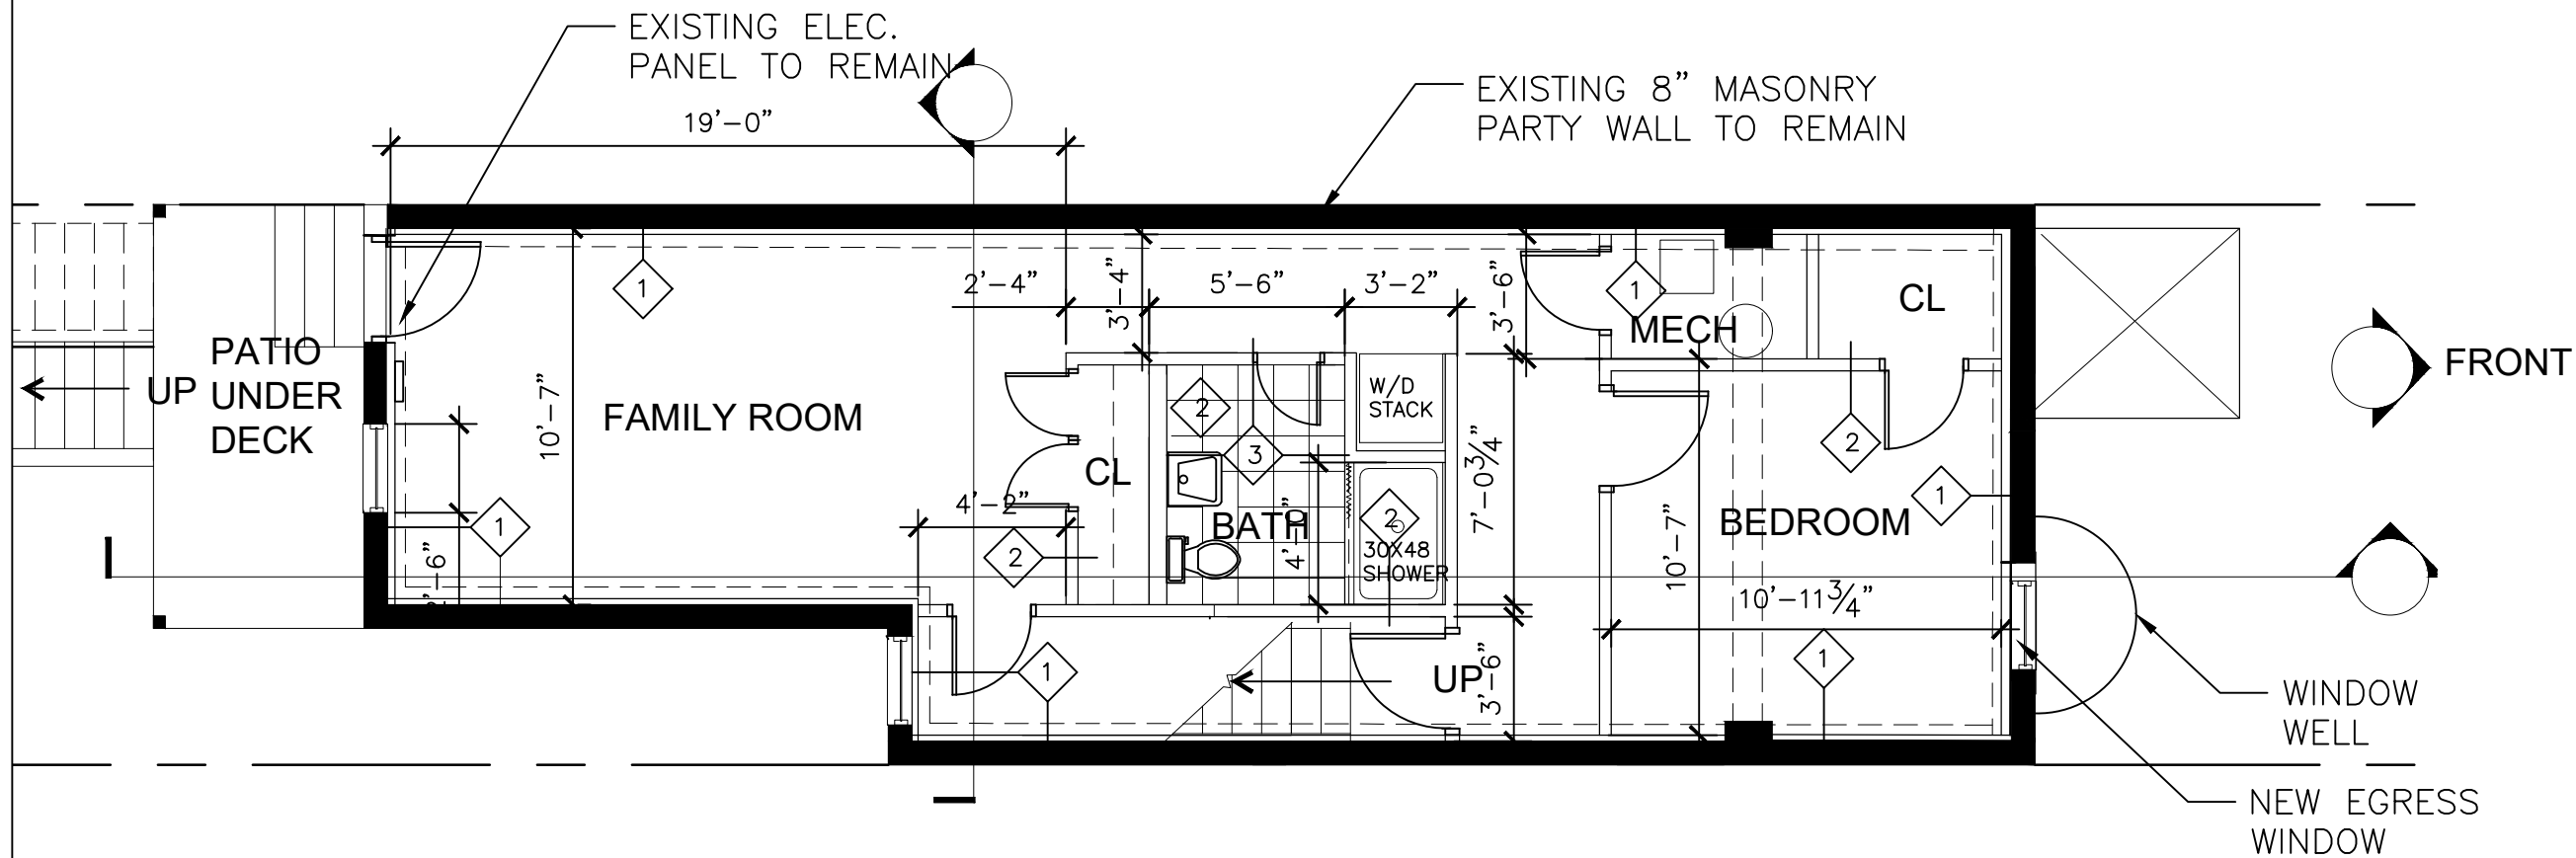 EXISTING ELEC.
PANEL TO REMAIN
EXISTING 8" MASONRY
PARTY WALL TO REMAIN
19'-0"
2'-4"
3'-4"
5'-6"
3'-2"
3'-6"
1
1
MECH
CL
FRONT
PATIO
UNDER
DECK
UP
10'-7"
FAMILY ROOM
W/D
STACK
2
3
2
CL
7'-0 3/4"
1
1
4'-2"
BATH
4'-0"
2
30X48
SHOWER
BEDROOM
10'-7"
2
10'-11 3/4"
1
1
UP
3'-6"
WINDOW
WELL
NEW EGRESS
WINDOW